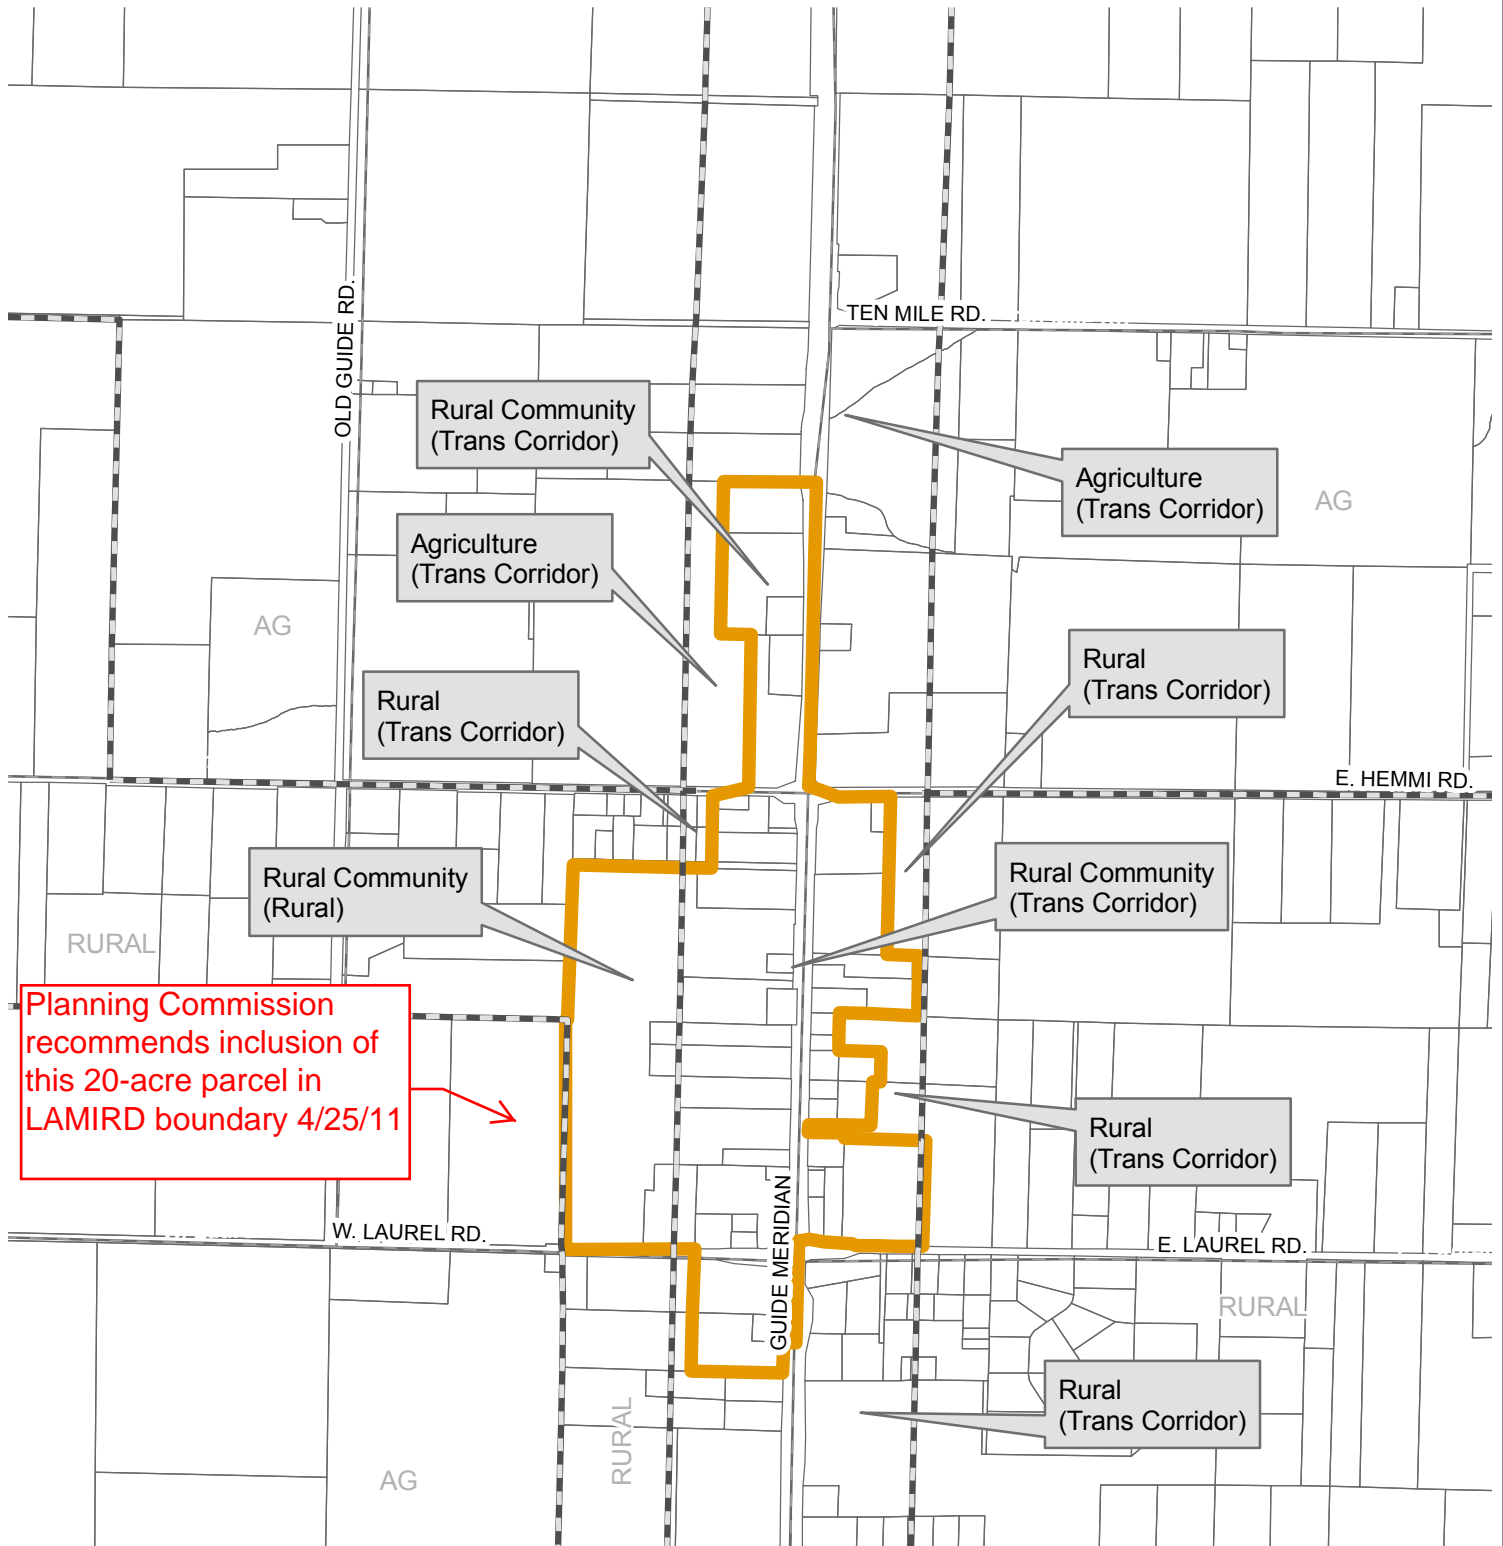 TEN MILE RD.
OLD GUIDE RD.
Rural Community
(Trans Corridor)
Agriculture
(Trans Corridor)
AG
Agriculture
(Trans Corridor)
AG
Rural
(Trans Corridor)
Rural
(Trans Corridor)
E. HEMMI RD.
Rural Community
(Rural)
Rural Community
(Trans Corridor)
RURAL
Planning Commission
recommends inclusion of
this 20-acre parcel in
LAMIRD boundary 4/25/11
Rural
(Trans Corridor)
GUIDE MERIDIAN
W. LAUREL RD.
E. LAUREL RD.
RURAL
Rural
(Trans Corridor)
RURAL
AG